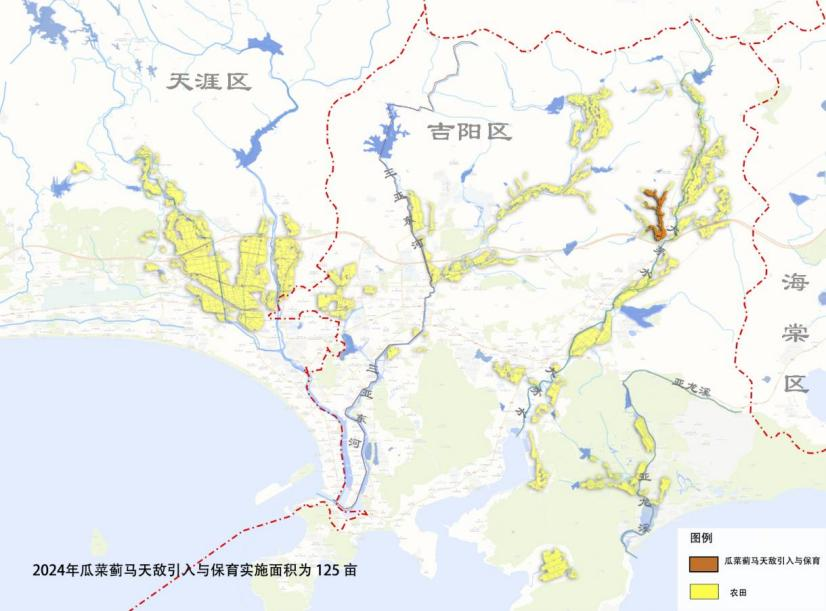 天涯区
吉阳区
三亚东河
大茅水
海棠区
亚龙溪
三亚东河
大茅水
亚龙溪
2024年瓜菜蓟马天敌引入与保育实施面积为 125 亩
图例
瓜菜蓟马天敌引入与保育
农田